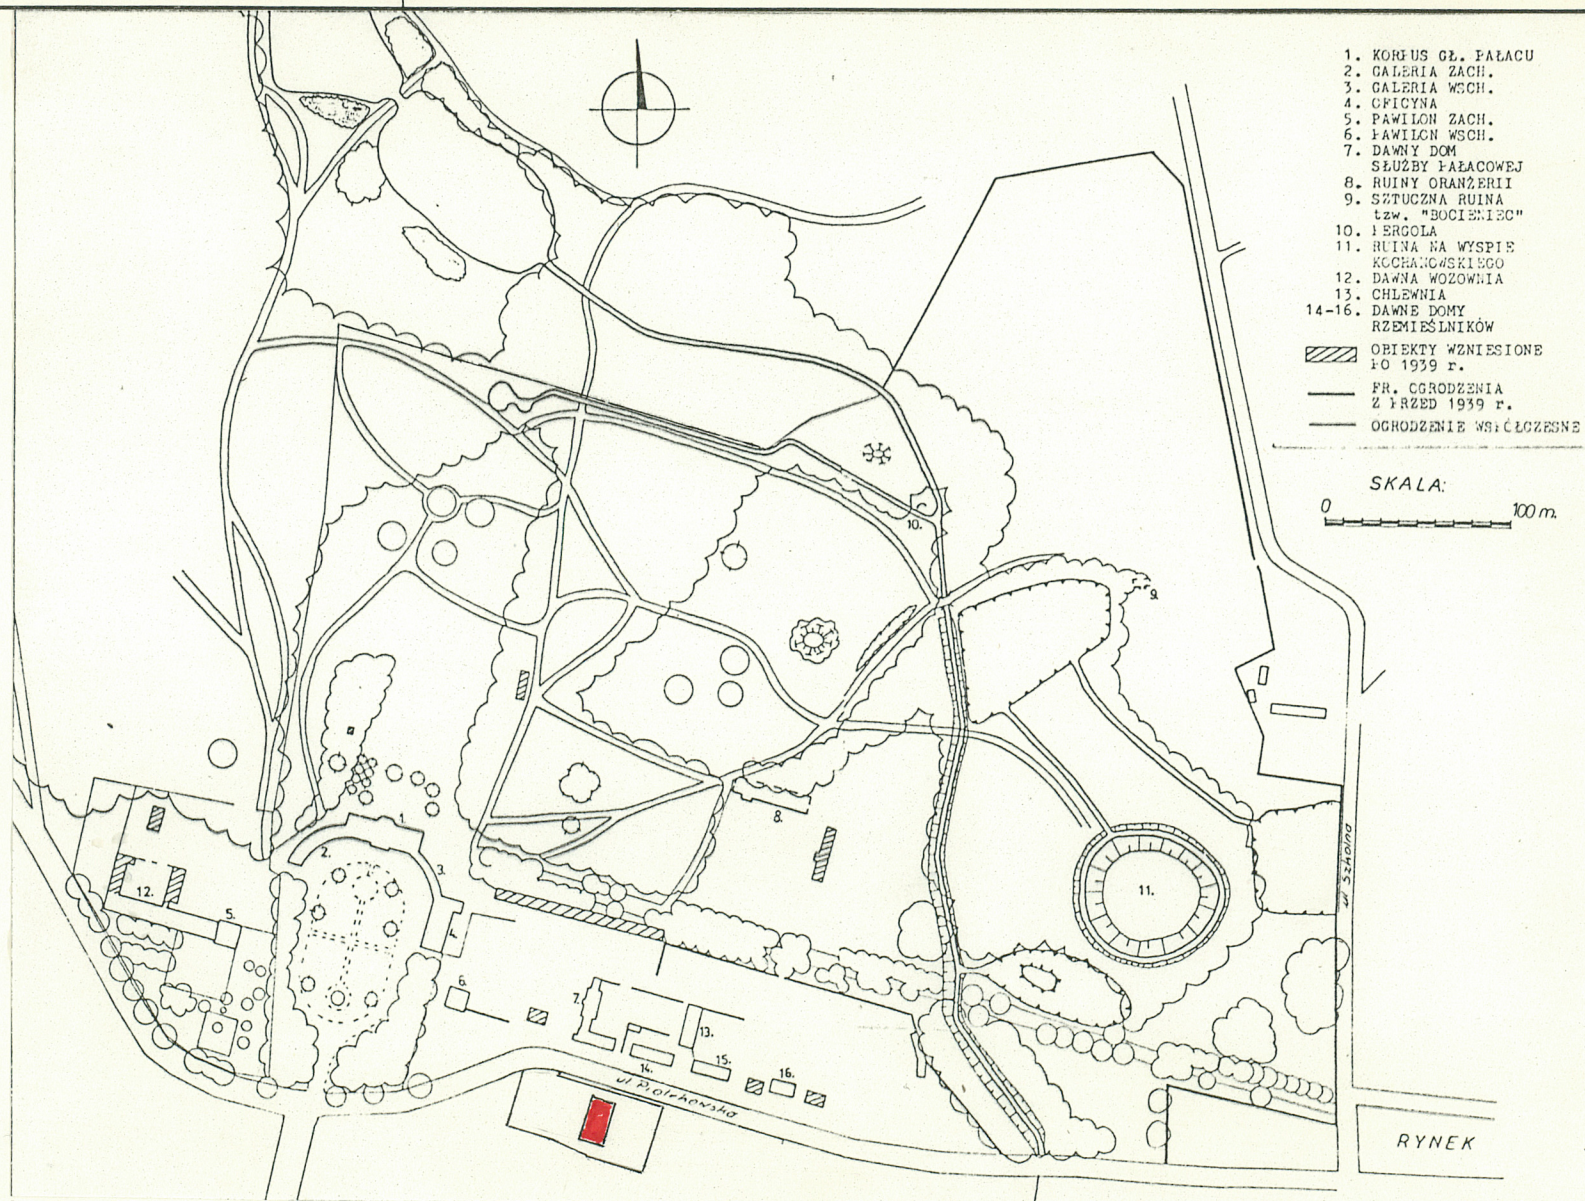 1. KORPUS GŁ. PAŁACU
2. GALERIA ZACH.
3. GALERIA WSCH.
4. OFICYNA
5. PAWILON ZACH.
6. PAWILON WSCH.
7. DAWNY DOM
SŁUŻBY PAŁACOWEJ
8. RUINY ORANŻERII
9. SZTUCZNA RUINA
tzw. "BOCIENIEC"
10. PERGOLA
11. RUINA NA WYSPIE
KOCHANOWSKIEGO
12. DAWNA WOZOWNIA
13. CHLEWNIA
14-16. DAWNE DOMY
RZEMIEŚLNIKÓW
OBIEKTY WZNIESIONE
PO 1939 r.
FR. OGRODZENIA
Z PRZED 1939 r.
OGRODZENIE WSPÓŁCZESNE
SKALA:
0 100 m.
10.
9.
1.
8.
2.
3.
12.
11.
ul Szkolna
5.
6.
7.
13.
14.
15.
16.
ul Piotrkowska
RYNEK